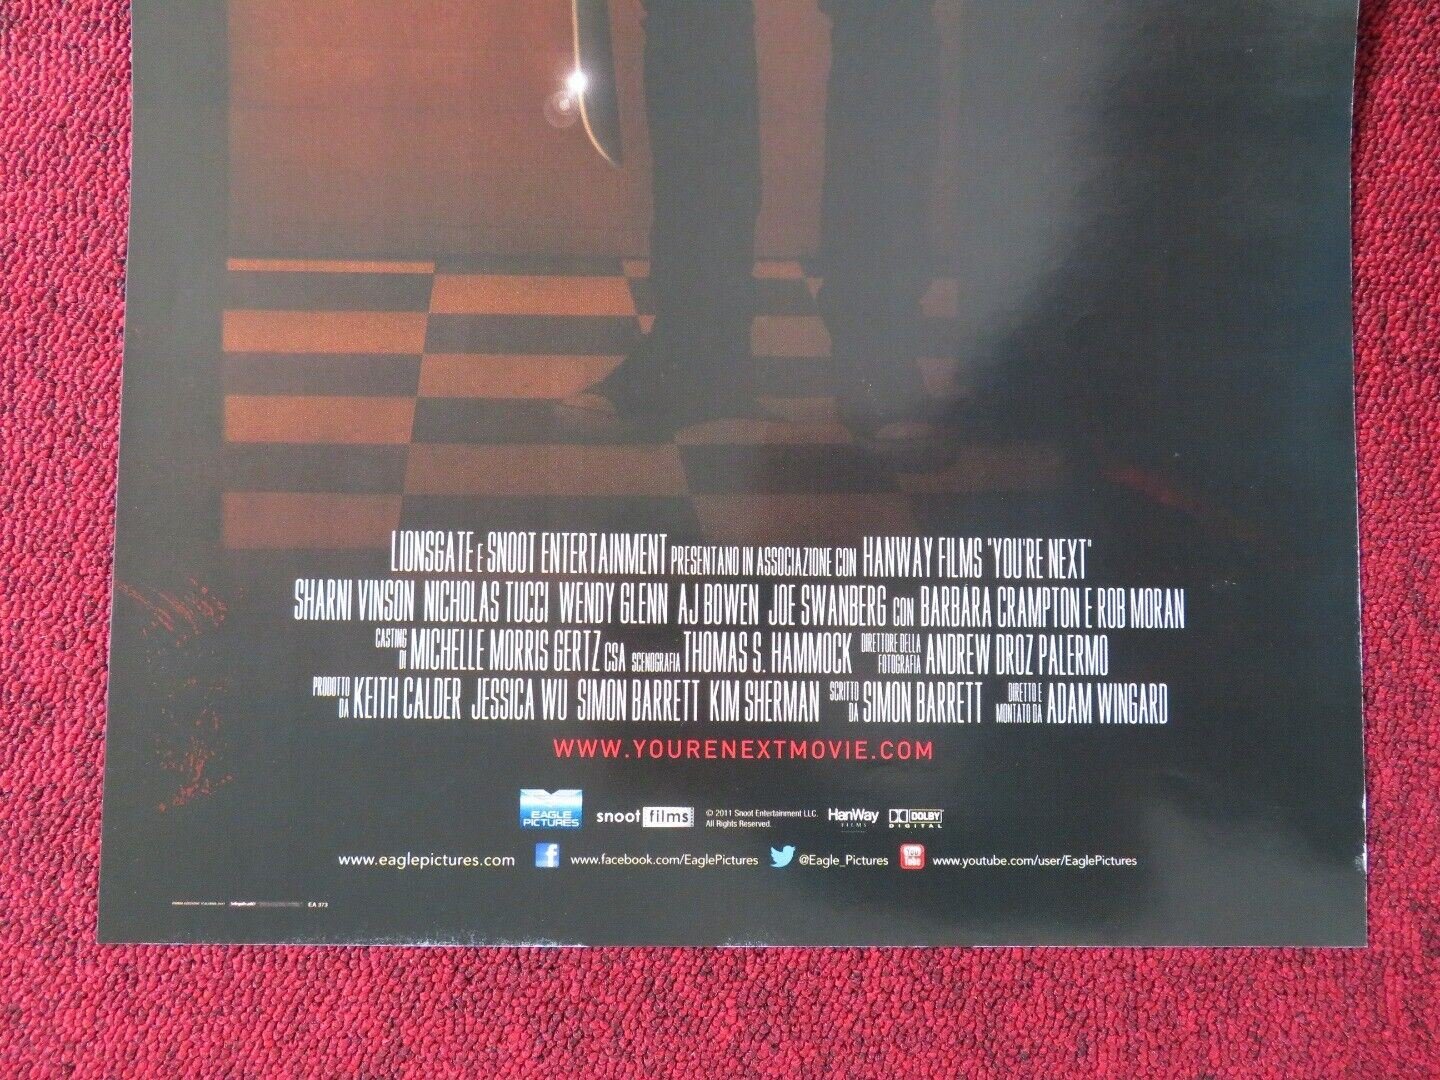 LIONSGATE E SNOOT ENTERTAINMENT PRESENTANO IN ASSOCIAZIONE CON HANWAY FILMS "YOU'RE NEXT"
SHARNI VINSON NICHOLAS TUCCI WENDY GLENN AJ BOWEN JOE SWANBERG CON BARBARA CRAMPTON E ROB MORAN
CASTING DI MICHELLE MORRIS GERTZ CSA SCENOGRAFIA THOMAS S. HAMMOCK DIRETTORE DELLA FOTOGRAFIA ANDREW DROZ PALERMO
PRODOTTO DA KEITH CALDER JESSICA WU SIMON BARRETT KIM SHERMAN SCRITTO DA SIMON BARRETT DIRETTO E MONTATO DA ADAM WINGARD
WWW.YOURENEXTMOVIE.COM
EAGLE PICTURES snoot films © 2011 Snoot Entertainment LLC. All Rights Reserved. HanWay FILMS DOLBY DIGITAL
www.eaglepictures.com f www.facebook.com/EaglePictures @Eagle_Pictures You Tube www.youtube.com/user/EaglePictures
EA 373